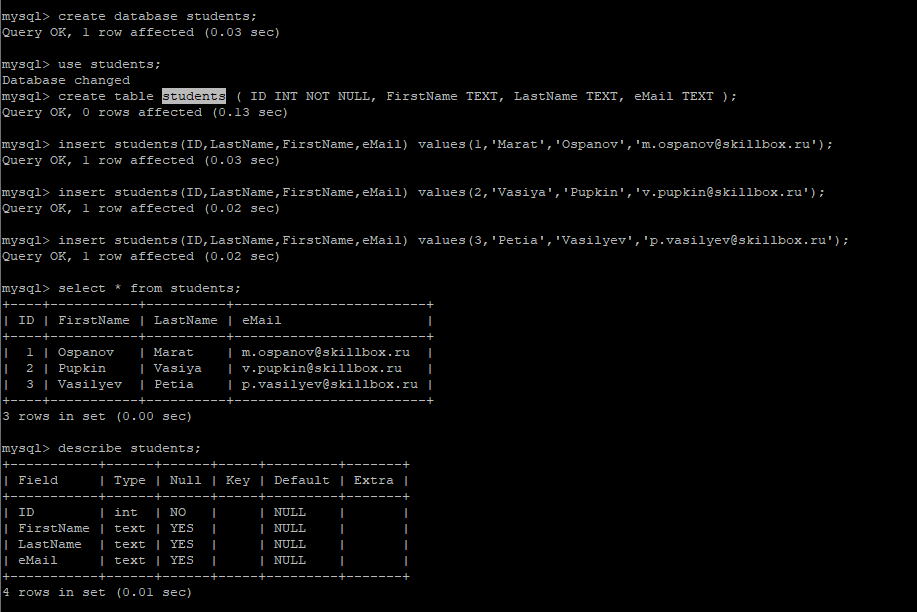 mysql> create database students;
Query OK, 1 row affected (0.03 sec)

mysql> use students;
Database changed
mysql> create table students ( ID INT NOT NULL, FirstName TEXT, LastName TEXT, eMail TEXT );
Query OK, 0 rows affected (0.13 sec)

mysql> insert students(ID,LastName,FirstName,eMail) values(1,'Marat','Ospanov','m.ospanov@skillbox.ru');
Query OK, 1 row affected (0.03 sec)

mysql> insert students(ID,LastName,FirstName,eMail) values(2,'Vasiya','Pupkin','v.pupkin@skillbox.ru');
Query OK, 1 row affected (0.02 sec)

mysql> insert students(ID,LastName,FirstName,eMail) values(3,'Petia','Vasilyev','p.vasilyev@skillbox.ru');
Query OK, 1 row affected (0.02 sec)

mysql> select * from students;
+----+-----------+----------+------------------------+
| ID | FirstName | LastName | eMail                  |
+----+-----------+----------+------------------------+
|  1 | Ospanov   | Marat    | m.ospanov@skillbox.ru  |
|  2 | Pupkin    | Vasiya   | v.pupkin@skillbox.ru   |
|  3 | Vasilyev  | Petia    | p.vasilyev@skillbox.ru |
+----+-----------+----------+------------------------+
3 rows in set (0.00 sec)

mysql> describe students;
+-----------+------+------+-----+---------+-------+
| Field     | Type | Null | Key | Default | Extra |
+-----------+------+------+-----+---------+-------+
| ID        | int  | NO   |     | NULL    |       |
| FirstName | text | YES  |     | NULL    |       |
| LastName  | text | YES  |     | NULL    |       |
| eMail     | text | YES  |     | NULL    |       |
+-----------+------+------+-----+---------+-------+
4 rows in set (0.01 sec)